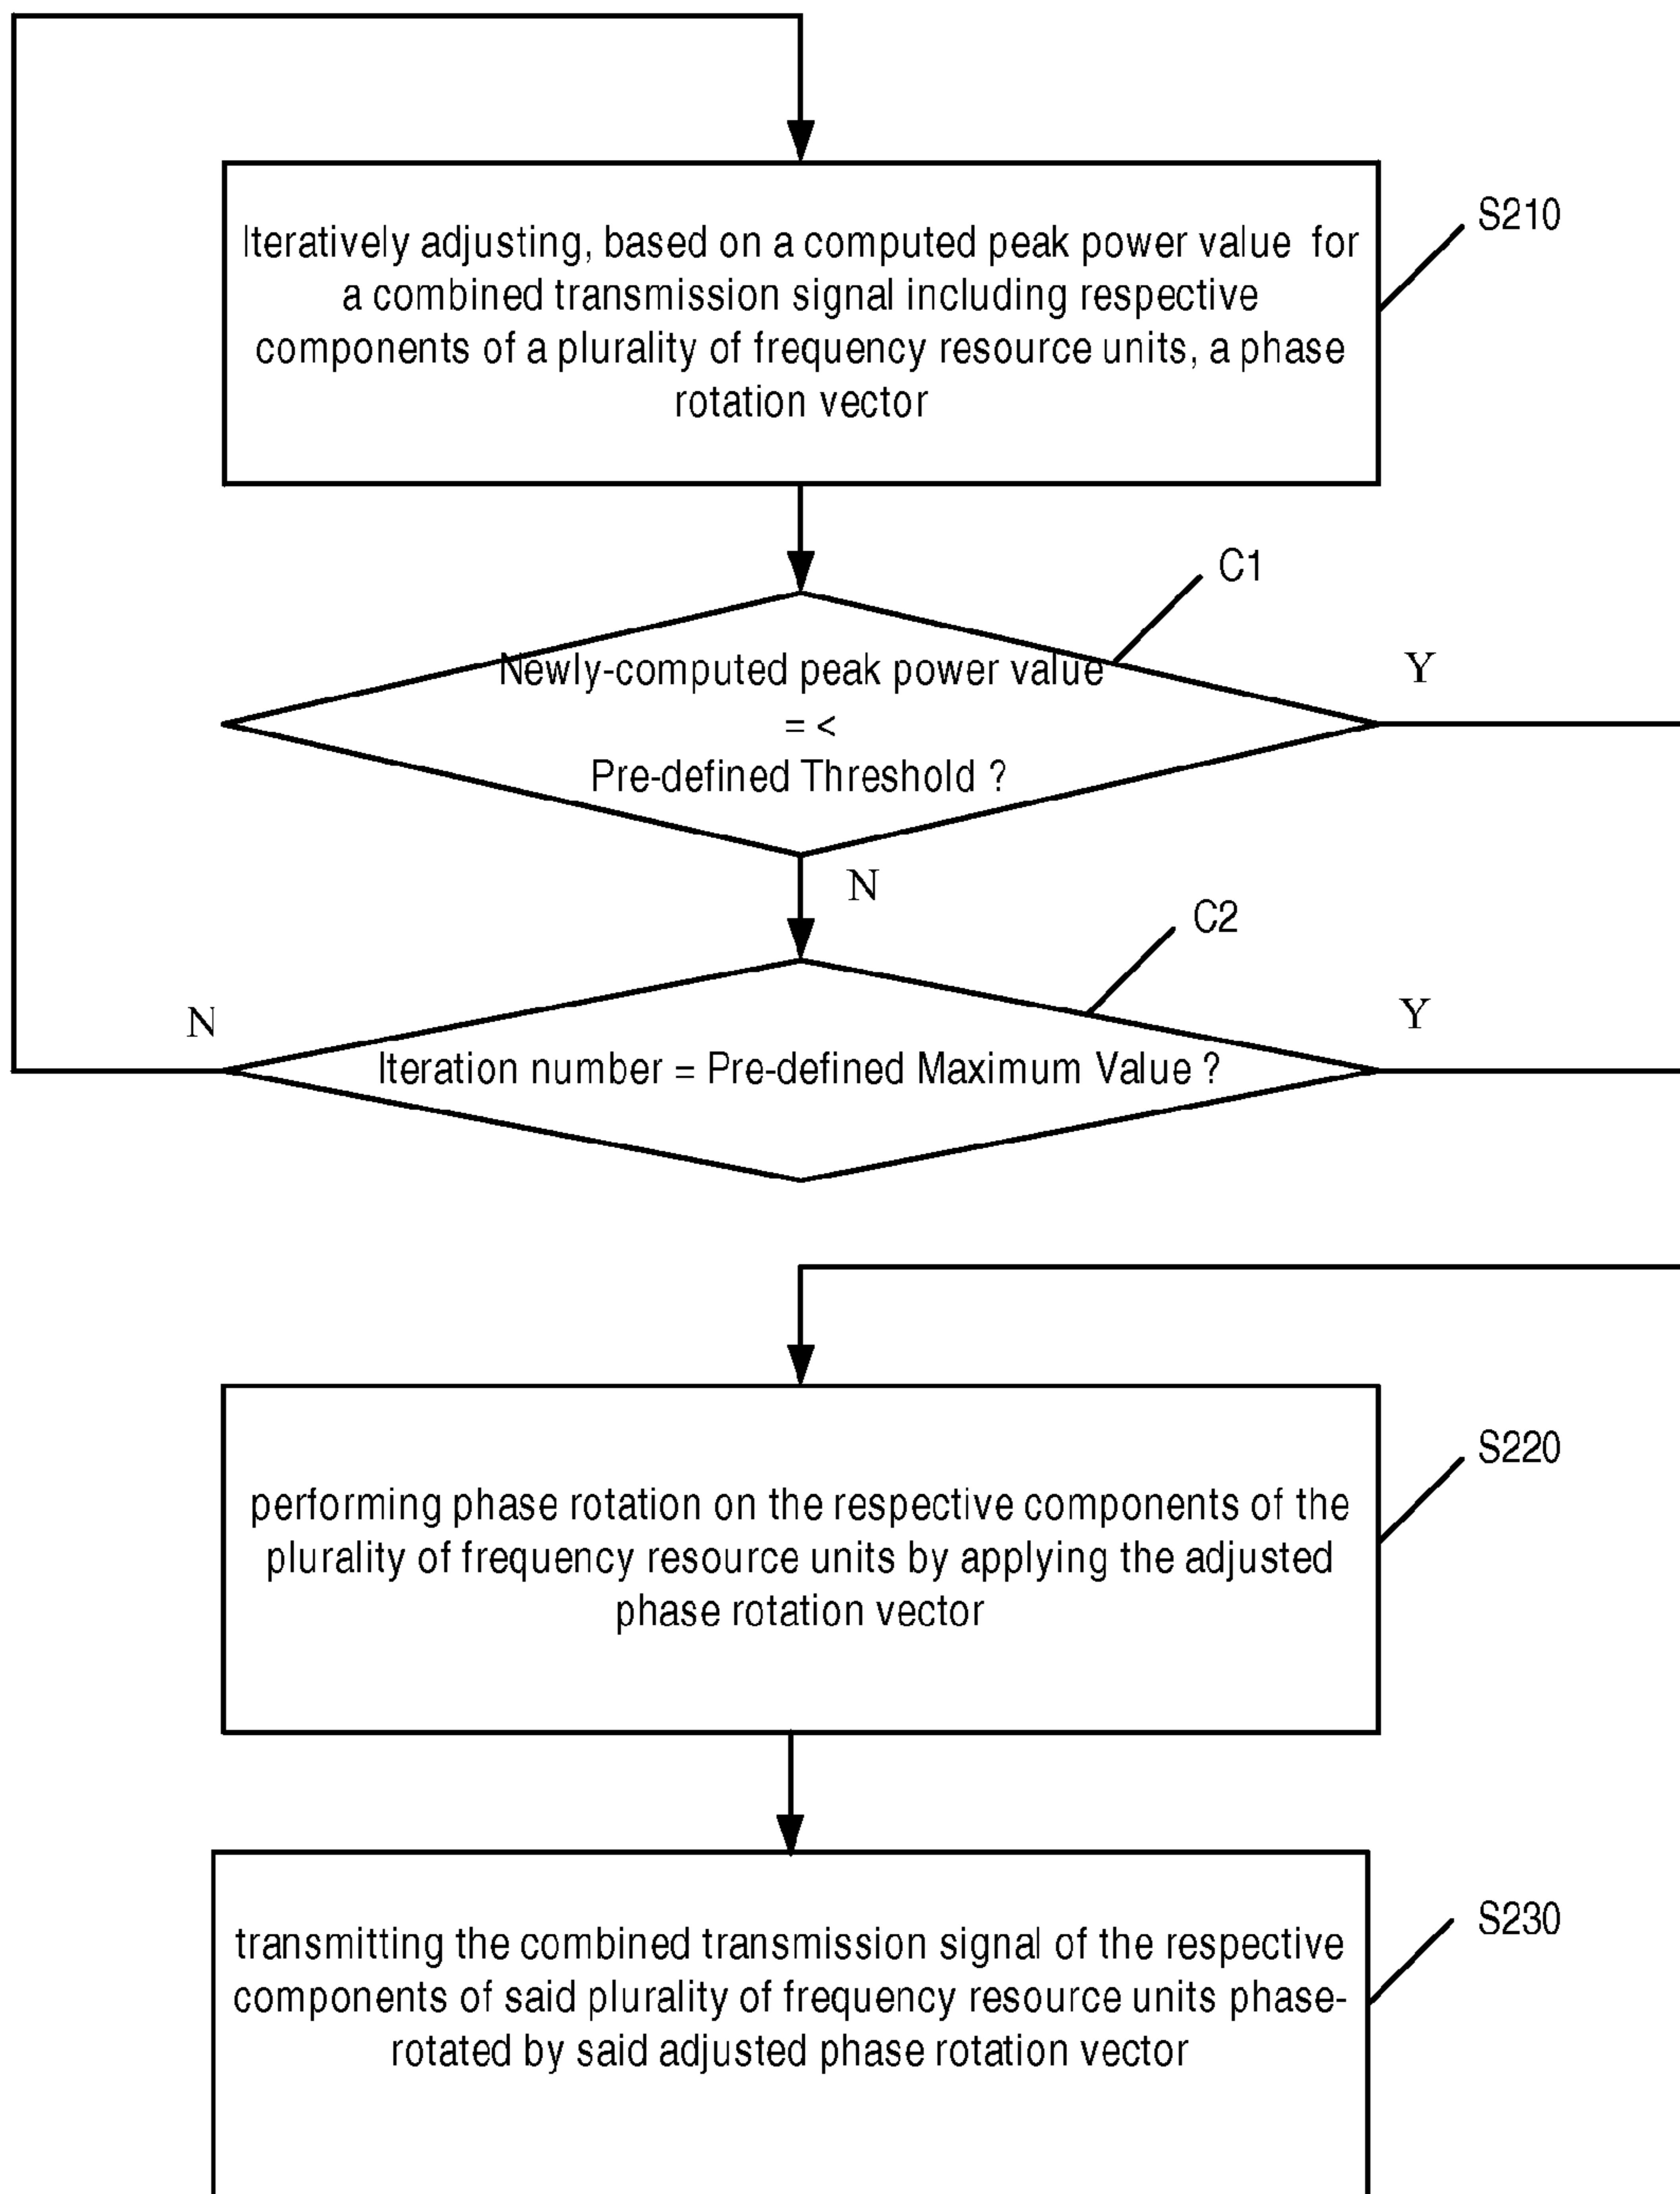 Iteratively adjusting, based on a computed peak power value for
a combined transmission signal including respective
components of a plurality of frequency resource units, a phase
rotation vector
S210
C1
Newly-computed peak power value
= <
Pre-defined Threshold ?
Y
N
C2
N
Iteration number = Pre-defined Maximum Value ?
Y
S220
performing phase rotation on the respective components of the
plurality of frequency resource units by applying the adjusted
phase rotation vector
S230
transmitting the combined transmission signal of the respective
components of said plurality of frequency resource units phase-
rotated by said adjusted phase rotation vector